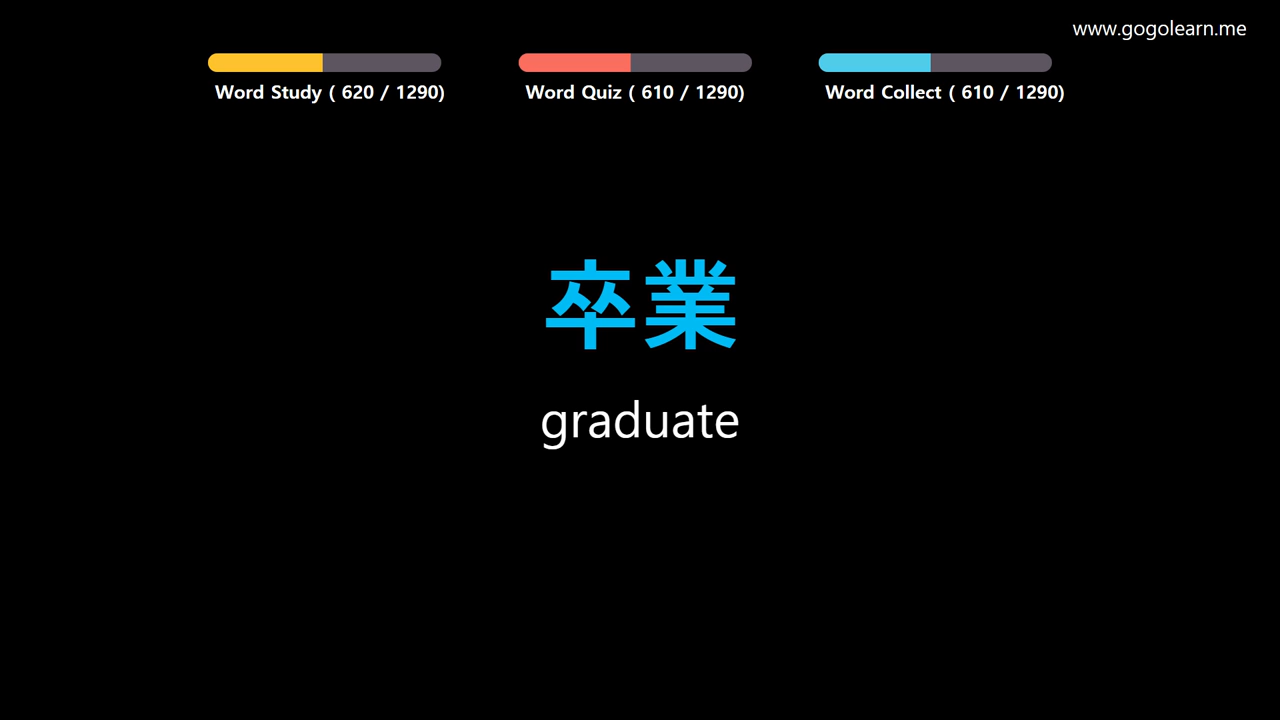 www.gogolearn.me
Word Study ( 620 / 1290)
Word Quiz ( 610 / 1290)
Word Collect ( 610 / 1290)
卒業
graduate